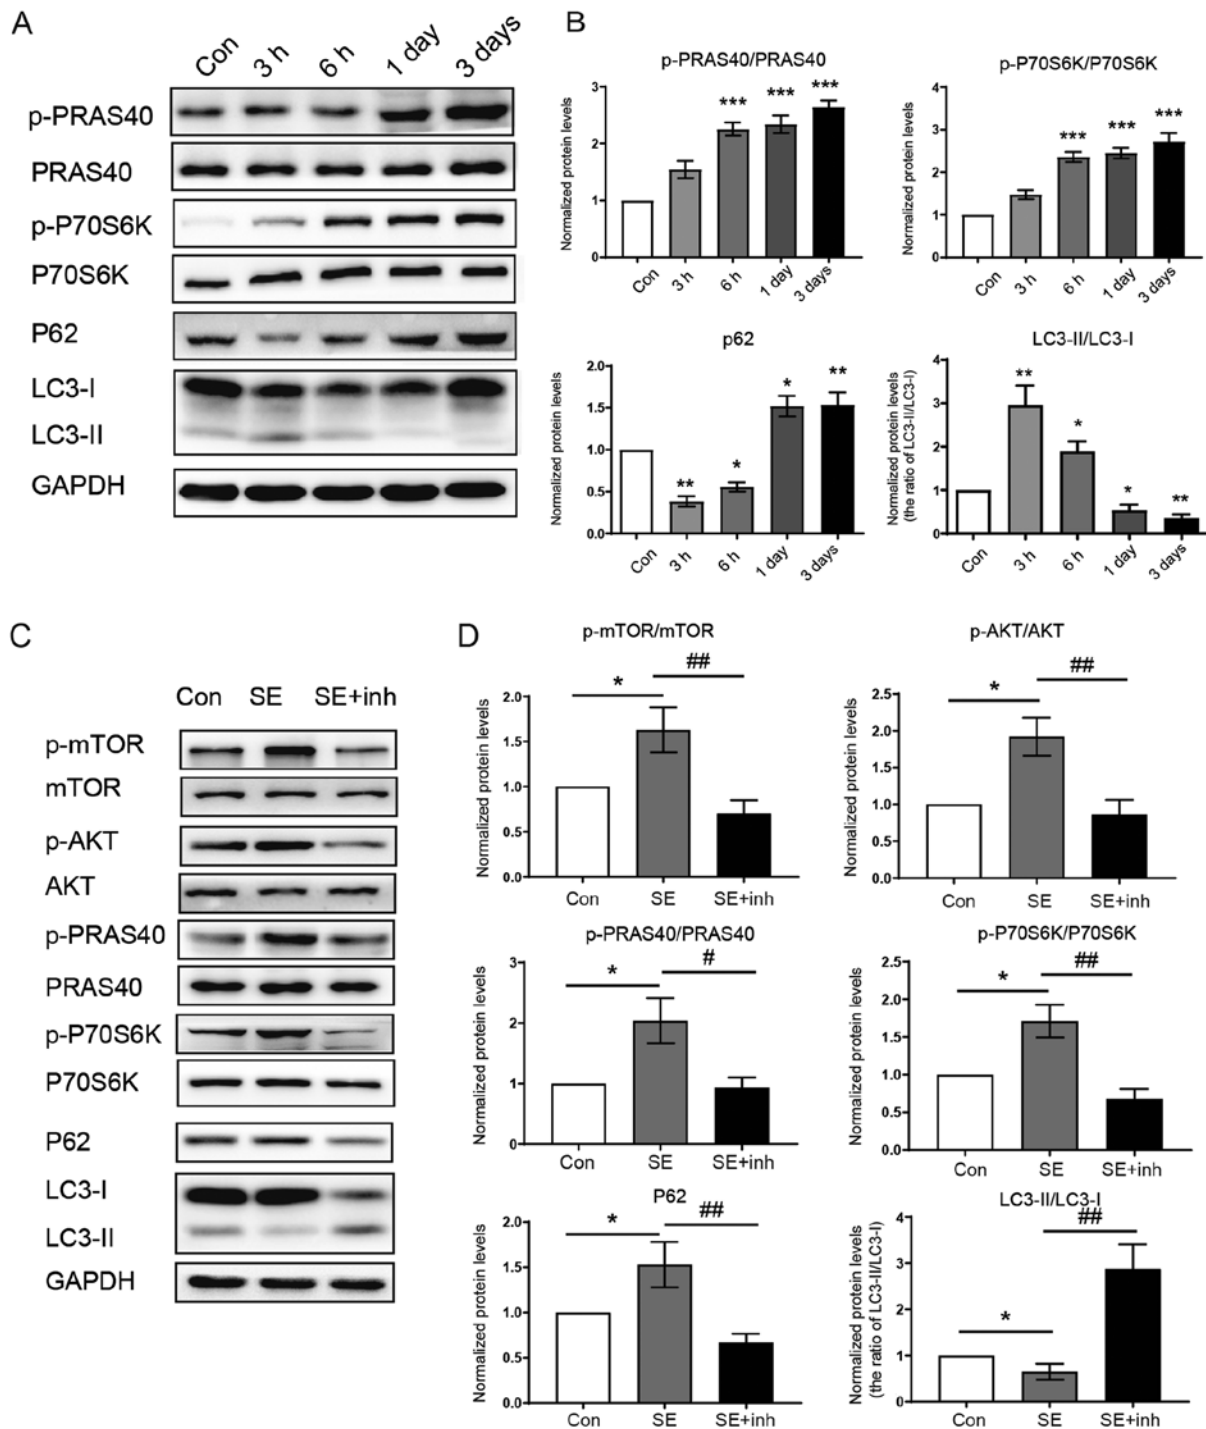 A
Con 3 h 6 h 1 day 3 days
p-PRAS40
PRAS40
p-P70S6K
P70S6K
P62
LC3-I
LC3-II
GAPDH
B
p-PRAS40/PRAS40
Normalized protein levels
3
2
1
0
*** *** ***
Con 3 h 6 h 1 day 3 days
p-P70S6K/P70S6K
Normalized protein levels
4
3
2
1
0
*** *** ***
Con 3 h 6 h 1 day 3 days
p62
Normalized protein levels
2.0
1.5
1.0
0.5
0.0
** * * **
Con 3 h 6 h 1 day 3 days
LC3-II/LC3-I
Normalized protein levels
(the ratio of LC3-II/LC3-I)
4
3
2
1
0
** * * **
Con 3 h 6 h 1 day 3 days
C
Con SE SE+inh
p-mTOR
mTOR
p-AKT
AKT
p-PRAS40
PRAS40
p-P70S6K
P70S6K
P62
LC3-I
LC3-II
GAPDH
D
p-mTOR/mTOR
Normalized protein levels
2.0
1.5
1.0
0.5
0.0
* ##
Con SE SE+inh
p-AKT/AKT
Normalized protein levels
2.5
2.0
1.5
1.0
0.5
0.0
* ##
Con SE SE+inh
p-PRAS40/PRAS40
Normalized protein levels
3
2
1
0
* #
Con SE SE+inh
p-P70S6K/P70S6K
Normalized protein levels
2.5
2.0
1.5
1.0
0.5
0.0
* ##
Con SE SE+inh
P62
Normalized protein levels
2.0
1.5
1.0
0.5
0.0
* ##
Con SE SE+inh
LC3-II/LC3-I
Normalized protein levels
(the ratio of LC3-II/LC3-I)
4
3
2
1
0
* ##
Con SE SE+inh